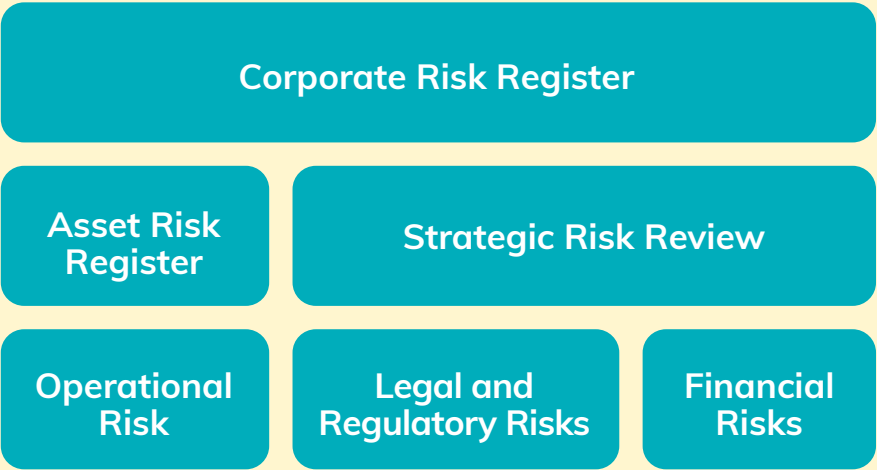 Corporate Risk Register
Asset Risk
Register
Strategic Risk Review
Operational
Risk
Legal and
Regulatory Risks
Financial
Risks